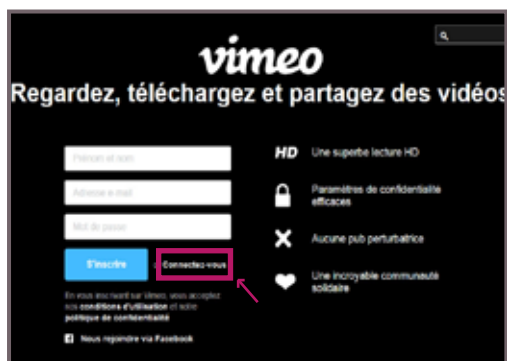 vimeo
Regardez, téléchargez et partagez des vidéos
Prénom et nom
Adresse e-mail
Mot de passe
S'inscrire Connectez-vous
En vous inscrivant sur Vimeo, vous acceptez
nos conditions d'utilisation et notre
politique de confidentialité
Nous rejoindre via Facebook
HD Une superbe lecture HD
Paramètres de confidentialité
efficaces
Aucune pub perturbatrice
Une incroyable communauté
solidaire